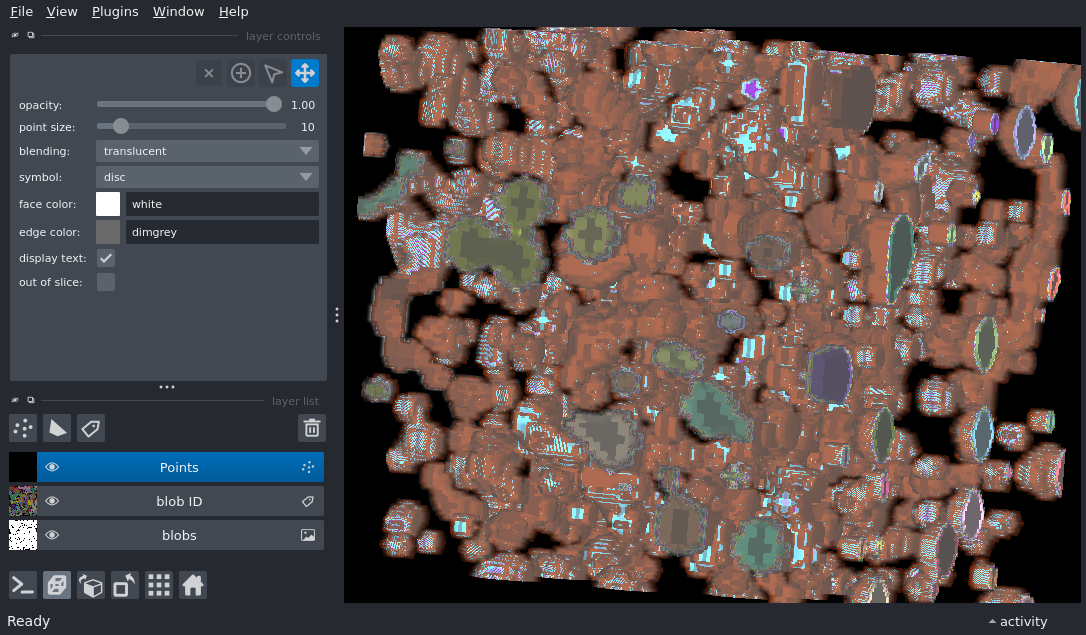 File View Plugins Window Help
layer controls
opacity: 1.00
point size: 10
blending: translucent
symbol: disc
face color: white
edge color: dimgrey
display text:
out of slice:
layer list
Points
blob ID
blobs
Ready
activity